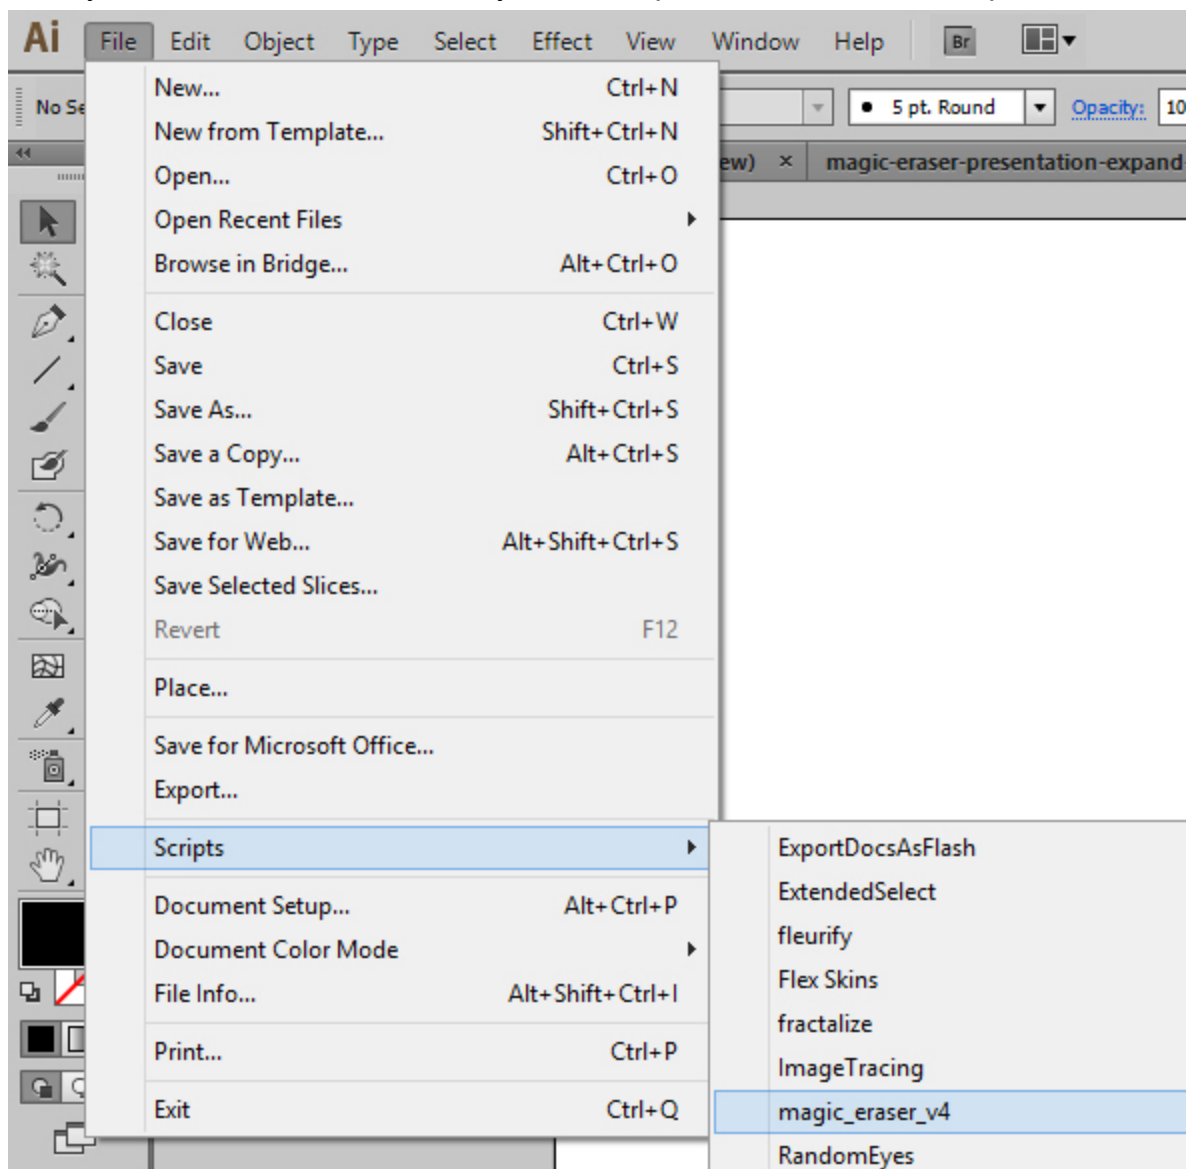 Ai File Edit Object Type Select Effect View Window Help Br
No Se 5 pt. Round Opacity: 10
ew) × magic-eraser-presentation-expand-
New... Ctrl+N
New from Template... Shift+Ctrl+N
Open... Ctrl+O
Open Recent Files
Browse in Bridge... Alt+Ctrl+O
Close Ctrl+W
Save Ctrl+S
Save As... Shift+Ctrl+S
Save a Copy... Alt+Ctrl+S
Save as Template...
Save for Web... Alt+Shift+Ctrl+S
Save Selected Slices...
Revert F12
Place...
Save for Microsoft Office...
Export...
Scripts
Document Setup... Alt+Ctrl+P
Document Color Mode
File Info... Alt+Shift+Ctrl+I
Print... Ctrl+P
Exit Ctrl+Q
ExportDocsAsFlash
ExtendedSelect
fleurify
Flex Skins
fractalize
ImageTracing
magic_eraser_v4
RandomEyes